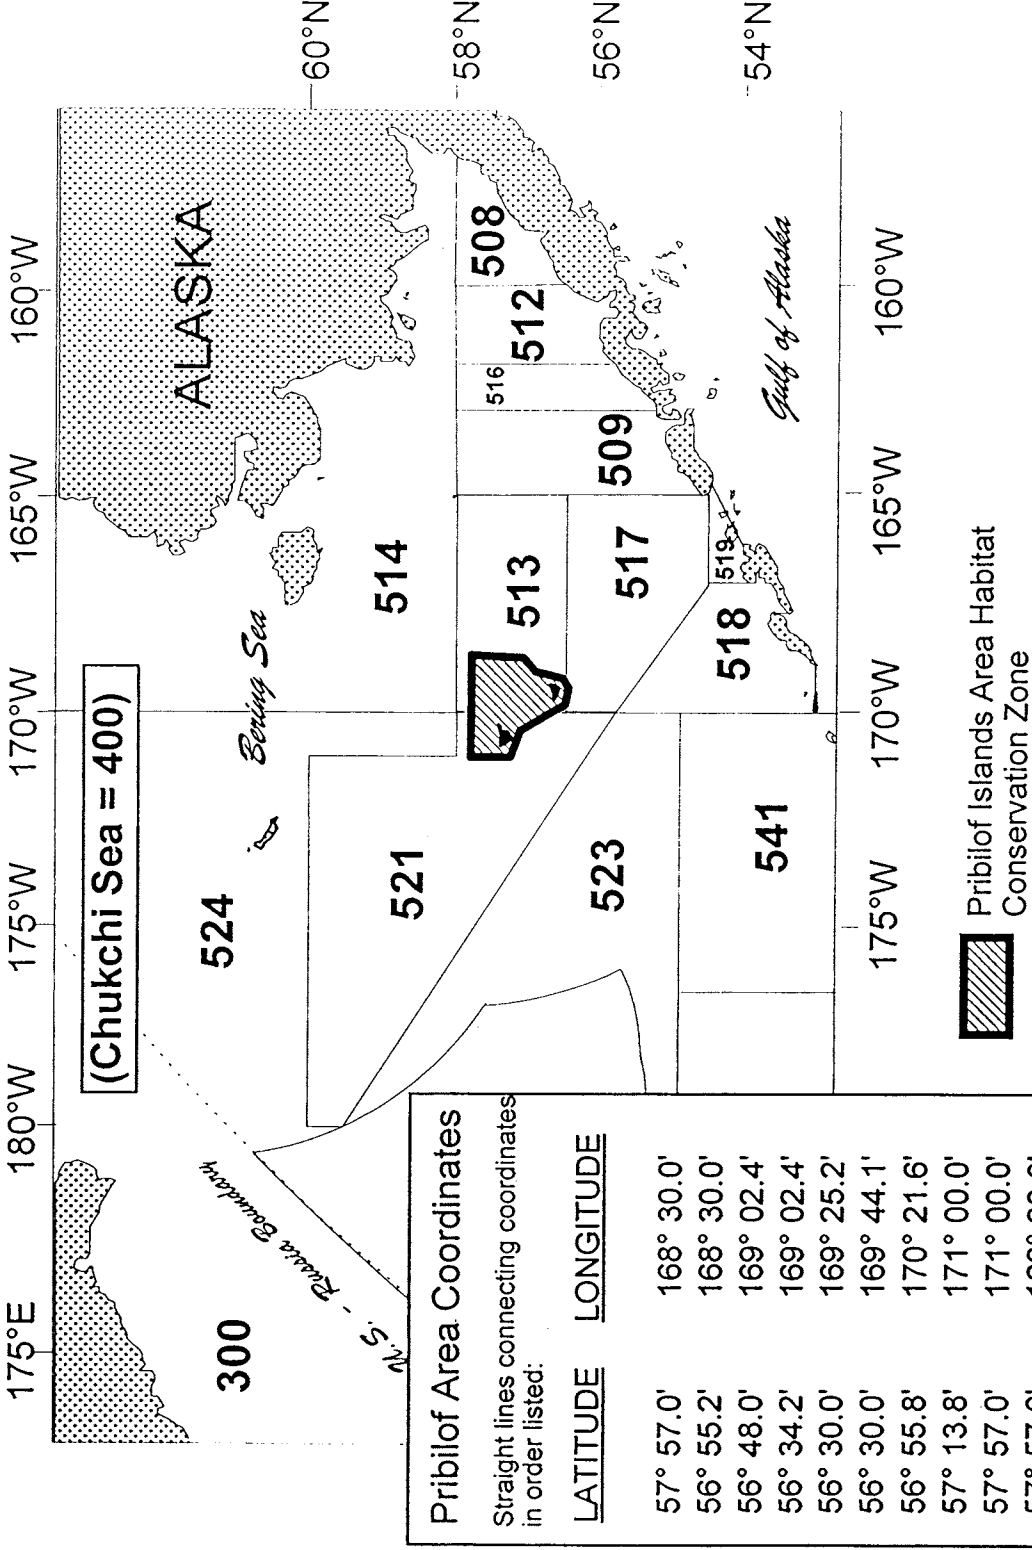 175°E 180°W 175°W 170°W 165°W 160°W
(Chukchi Sea = 400)
ALASKA
Bering Sea
U.S. - Russia Boundary
300
524
514
521
513
508
512
516
509
517
523
518
519
541
60°N
58°N
56°N
54°N
Gulf of Alaska
175°W 170°W 165°W 160°W
Pribilof Area Coordinates
Straight lines connecting coordinates
in order listed:
LATITUDE LONGITUDE
57° 57.0' 168° 30.0'
56° 55.2' 168° 30.0'
56° 48.0' 169° 02.4'
56° 34.2' 169° 02.4'
56° 30.0' 169° 25.2'
56° 30.0' 169° 44.1'
56° 55.8' 170° 21.6'
57° 13.8' 171° 00.0'
57° 57.0' 171° 00.0'
Pribilof Islands Area Habitat
Conservation Zone